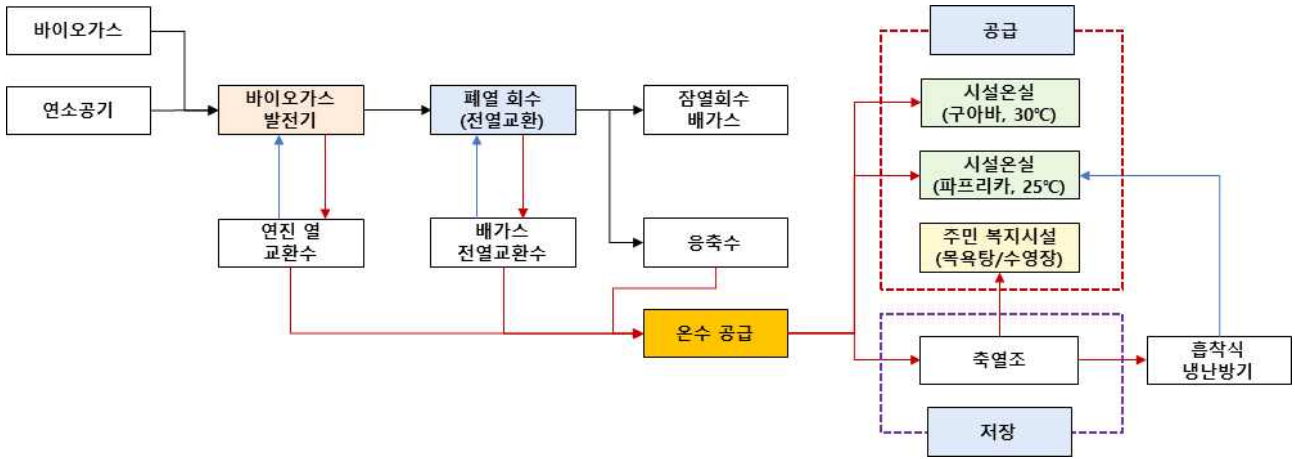 바이오가스
연소공기
바이오가스
발전기
폐열 회수
(전열교환)
잠열회수
배가스
연진 열
교환수
배가스
전열교환수
응축수
온수 공급
공급
시설온실
(구아바, 30℃)
시설온실
(파프리카, 25℃)
주민 복지시설
(목욕탕/수영장)
축열조
저장
흡착식
냉난방기